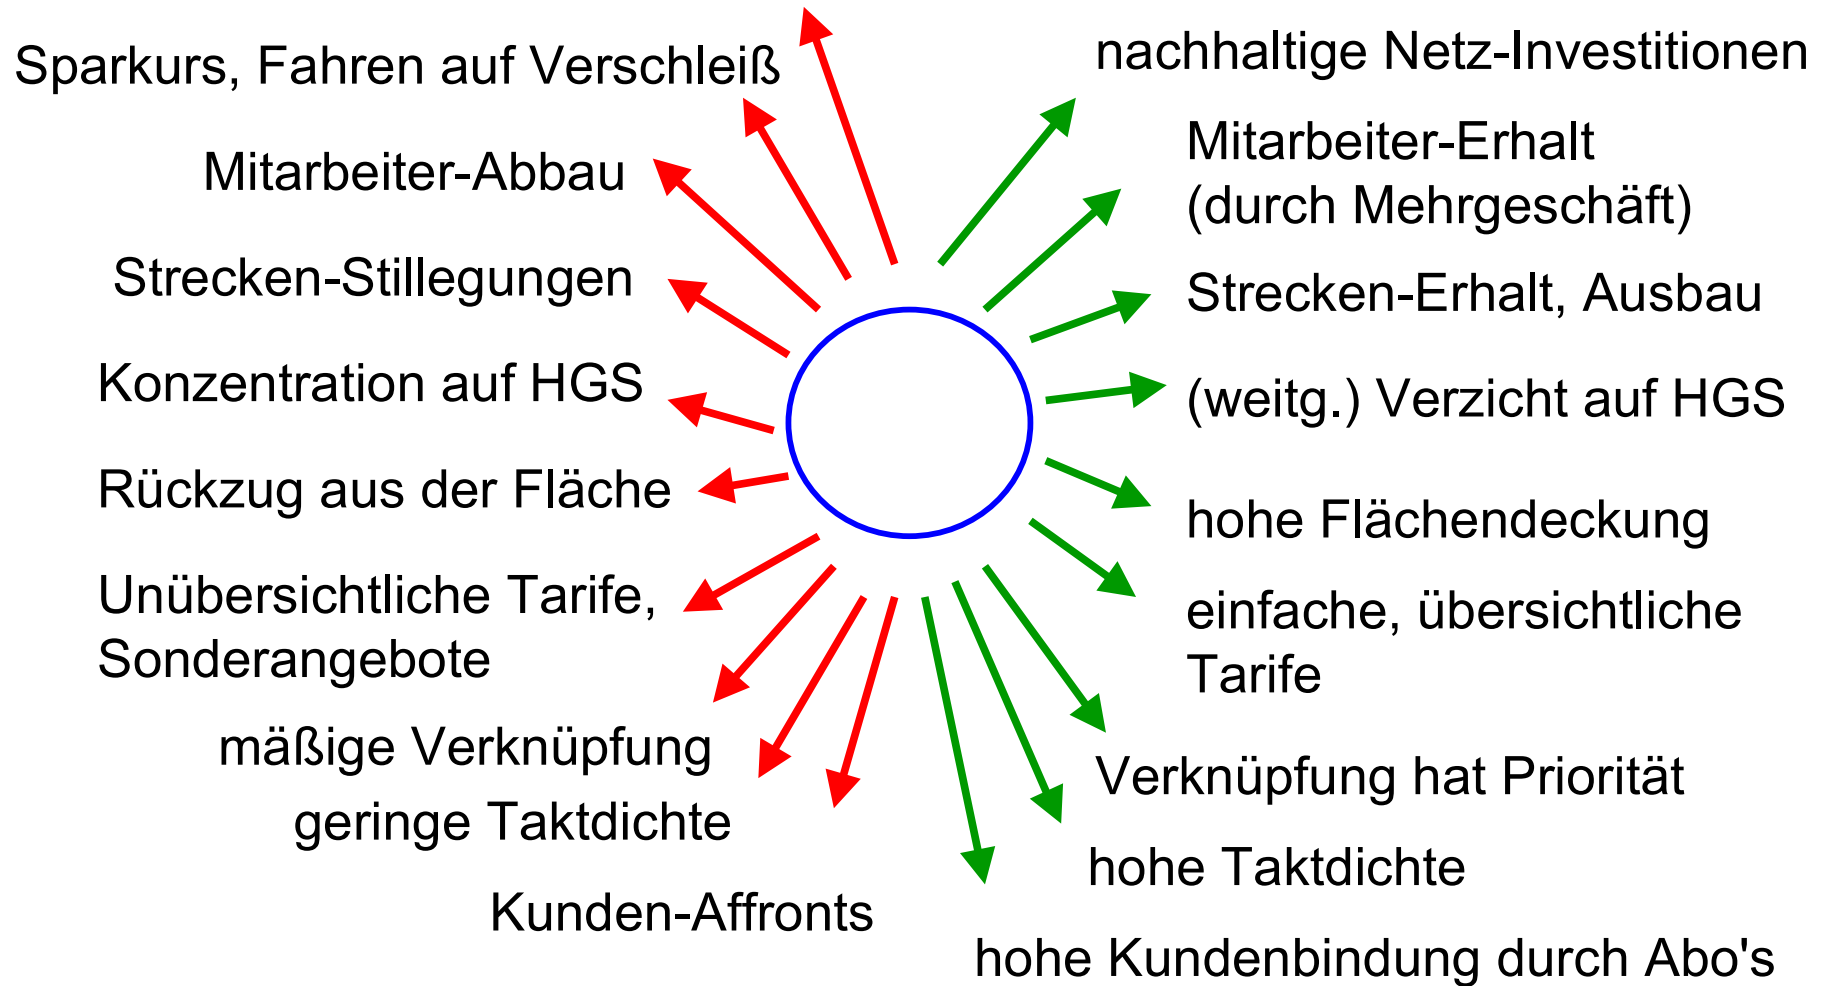 Sparkurs, Fahren auf Verschleiß
Mitarbeiter-Abbau
Strecken-Stillegungen
Konzentration auf HGS
Rückzug aus der Fläche
Unübersichtliche Tarife,
Sonderangebote
mäßige Verknüpfung
geringe Taktdichte
Kunden-Affronts
nachhaltige Netz-Investitionen
Mitarbeiter-Erhalt
(durch Mehrgeschäft)
Strecken-Erhalt, Ausbau
(weitg.) Verzicht auf HGS
hohe Flächendeckung
einfache, übersichtliche
Tarife
Verknüpfung hat Priorität
hohe Taktdichte
hohe Kundenbindung durch Abo's